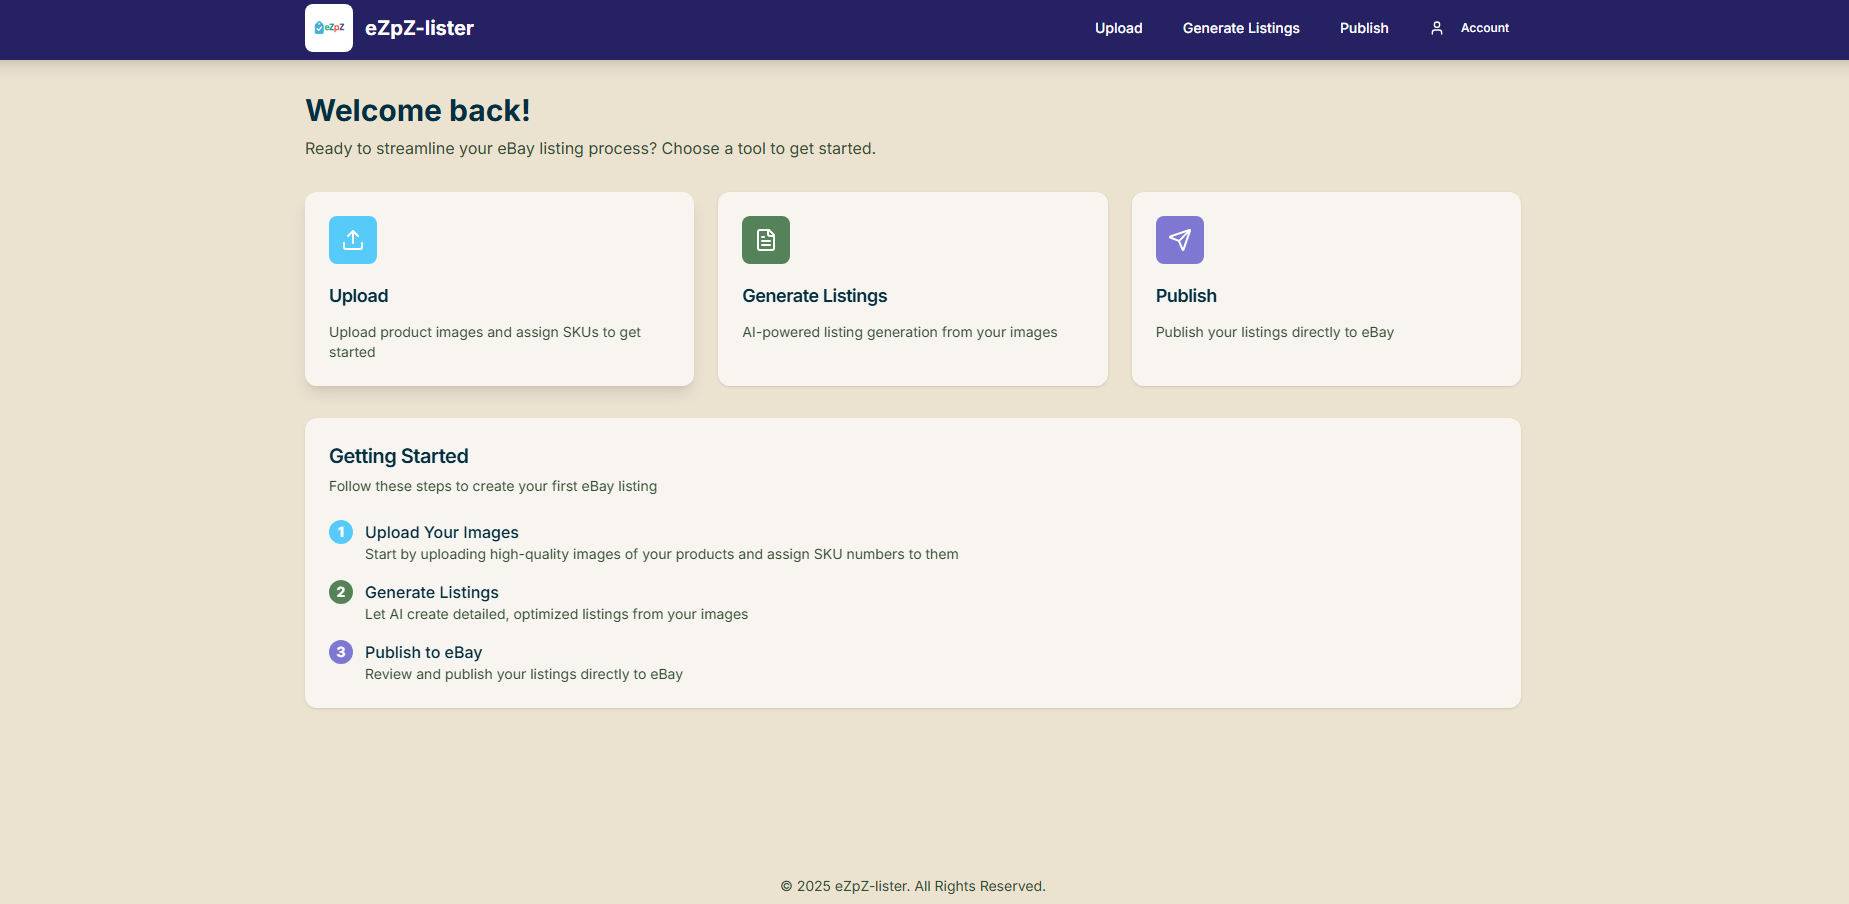 eZpZ
eZpZ-lister
Upload
Generate Listings
Publish
Account
Welcome back!
Ready to streamline your eBay listing process? Choose a tool to get started.
Upload
Upload product images and assign SKUs to get
started
Generate Listings
AI-powered listing generation from your images
Publish
Publish your listings directly to eBay
Getting Started
Follow these steps to create your first eBay listing
1 Upload Your Images
Start by uploading high-quality images of your products and assign SKU numbers to them
2 Generate Listings
Let AI create detailed, optimized listings from your images
3 Publish to eBay
Review and publish your listings directly to eBay
© 2025 eZpZ-lister. All Rights Reserved.